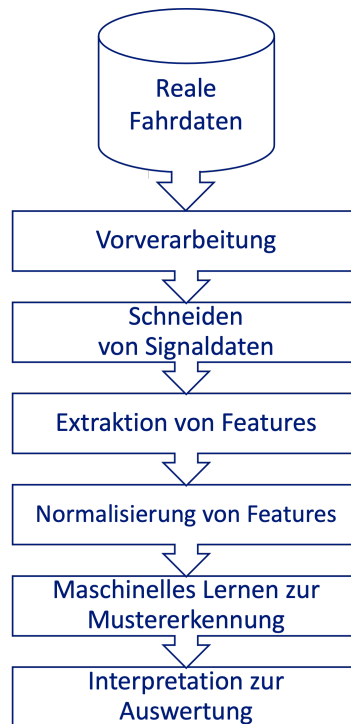 Reale
Fahrdaten
Vorverarbeitung
Schneiden
von Signaldaten
Extraktion von Features
Normalisierung von Features
Maschinelles Lernen zur
Mustererkennung
Interpretation zur
Auswertung